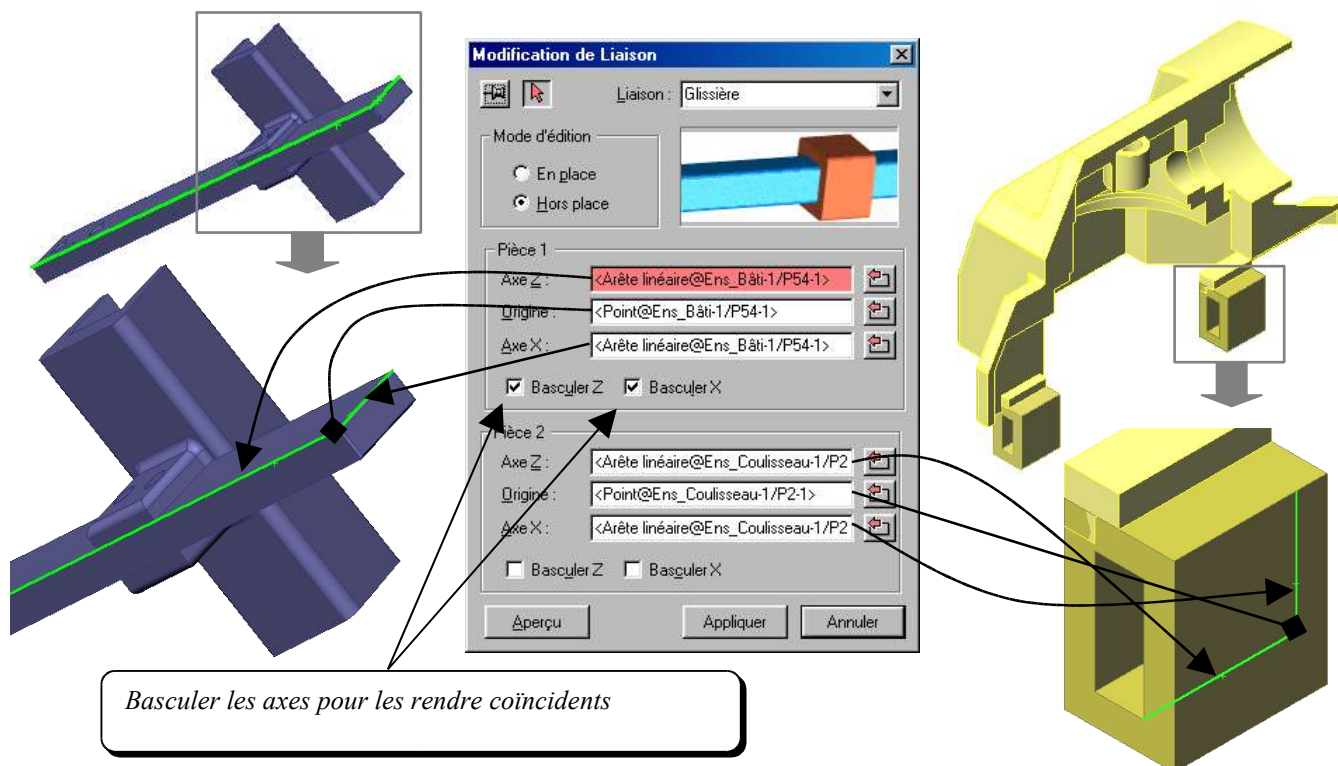 Modification de Liaison
Liaison : Glissière
Mode d'édition
En place
Hors place
Pièce 1
Axe Z : <Arête linéaire@Ens_Bâti-1/P54-1>
Origine : <Point@Ens_Bâti-1/P54-1>
Axe X : <Arête linéaire@Ens_Bâti-1/P54-1>
Basculer Z Basculer X
Pièce 2
Axe Z : <Arête linéaire@Ens_Coulisseau-1/P2
Origine : <Point@Ens_Coulisseau-1/P2-1>
Axe X : <Arête linéaire@Ens_Coulisseau-1/P2
Basculer Z Basculer X
Aperçu Appliquer Annuler
Basculer les axes pour les rendre coïncidents